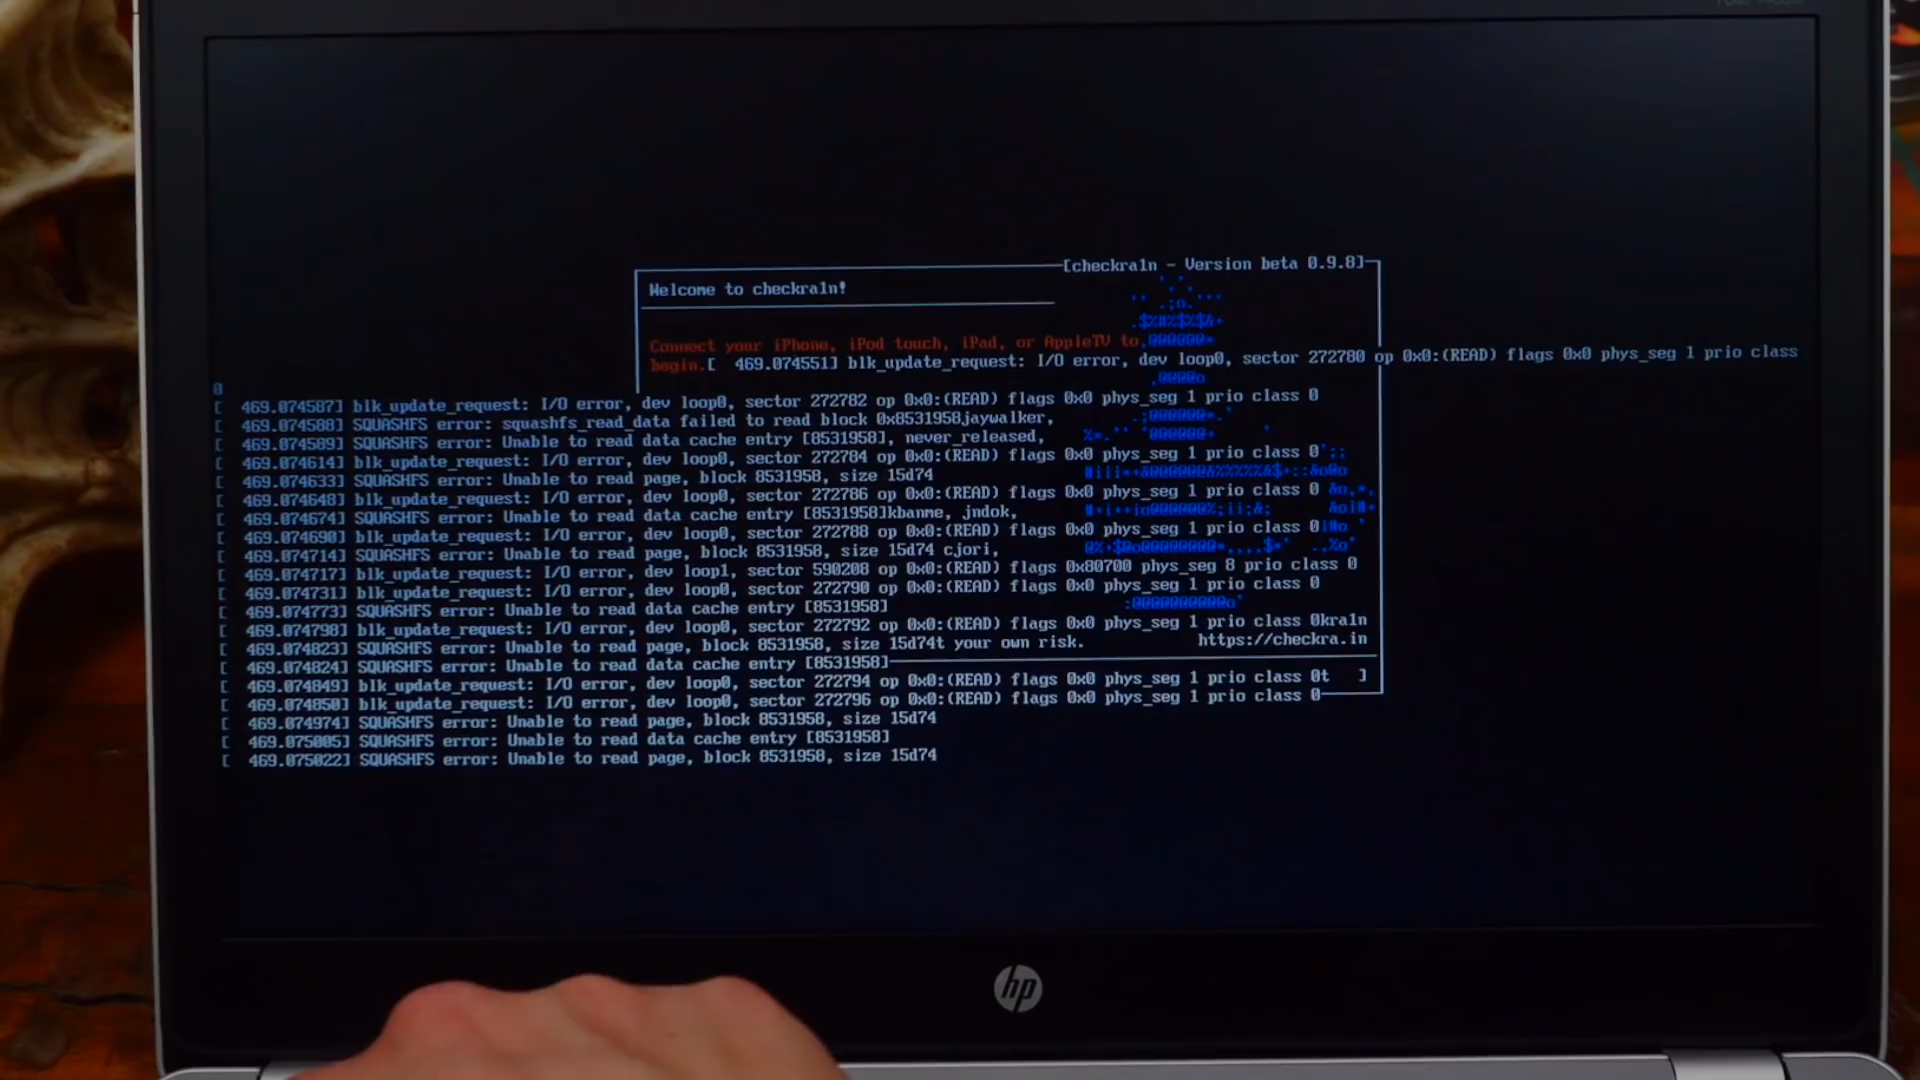 [checkra1n - Version beta 0.9.8]
Welcome to checkra1n!
Connect your iPhone, iPod touch, iPad, or AppleTV to
begin.[ 469.074551] blk_update_request: I/O error, dev loop0, sector 272780 op 0x0:(READ) flags 0x0 phys_seg 1 prio class
0
[ 469.074587] blk_update_request: I/O error, dev loop0, sector 272782 op 0x0:(READ) flags 0x0 phys_seg 1 prio class 0
[ 469.074588] SQUASHFS error: squashfs_read_data failed to read block 0x8531958jaywalker,
[ 469.074589] SQUASHFS error: Unable to read data cache entry [8531958], never_released,
[ 469.074614] blk_update_request: I/O error, dev loop0, sector 272784 op 0x0:(READ) flags 0x0 phys_seg 1 prio class 0
[ 469.074633] SQUASHFS error: Unable to read page, block 8531958, size 15d74
[ 469.074648] blk_update_request: I/O error, dev loop0, sector 272786 op 0x0:(READ) flags 0x0 phys_seg 1 prio class 0
[ 469.074674] SQUASHFS error: Unable to read data cache entry [8531958]kbanme, jndok,
[ 469.074690] blk_update_request: I/O error, dev loop0, sector 272788 op 0x0:(READ) flags 0x0 phys_seg 1 prio class 0
[ 469.074714] SQUASHFS error: Unable to read page, block 8531958, size 15d74 cjori,
[ 469.074717] blk_update_request: I/O error, dev loop1, sector 590208 op 0x0:(READ) flags 0x80700 phys_seg 8 prio class 0
[ 469.074731] blk_update_request: I/O error, dev loop0, sector 272790 op 0x0:(READ) flags 0x0 phys_seg 1 prio class 0
[ 469.074773] SQUASHFS error: Unable to read data cache entry [8531958]
[ 469.074798] blk_update_request: I/O error, dev loop0, sector 272792 op 0x0:(READ) flags 0x0 phys_seg 1 prio class 0kra1n
[ 469.074823] SQUASHFS error: Unable to read page, block 8531958, size 15d74t your own risk. https://checkra.in
[ 469.074824] SQUASHFS error: Unable to read data cache entry [8531958]
[ 469.074849] blk_update_request: I/O error, dev loop0, sector 272794 op 0x0:(READ) flags 0x0 phys_seg 1 prio class 0t ]
[ 469.074850] blk_update_request: I/O error, dev loop0, sector 272796 op 0x0:(READ) flags 0x0 phys_seg 1 prio class 0
[ 469.074974] SQUASHFS error: Unable to read page, block 8531958, size 15d74
[ 469.075005] SQUASHFS error: Unable to read data cache entry [8531958]
[ 469.075022] SQUASHFS error: Unable to read page, block 8531958, size 15d74
hp